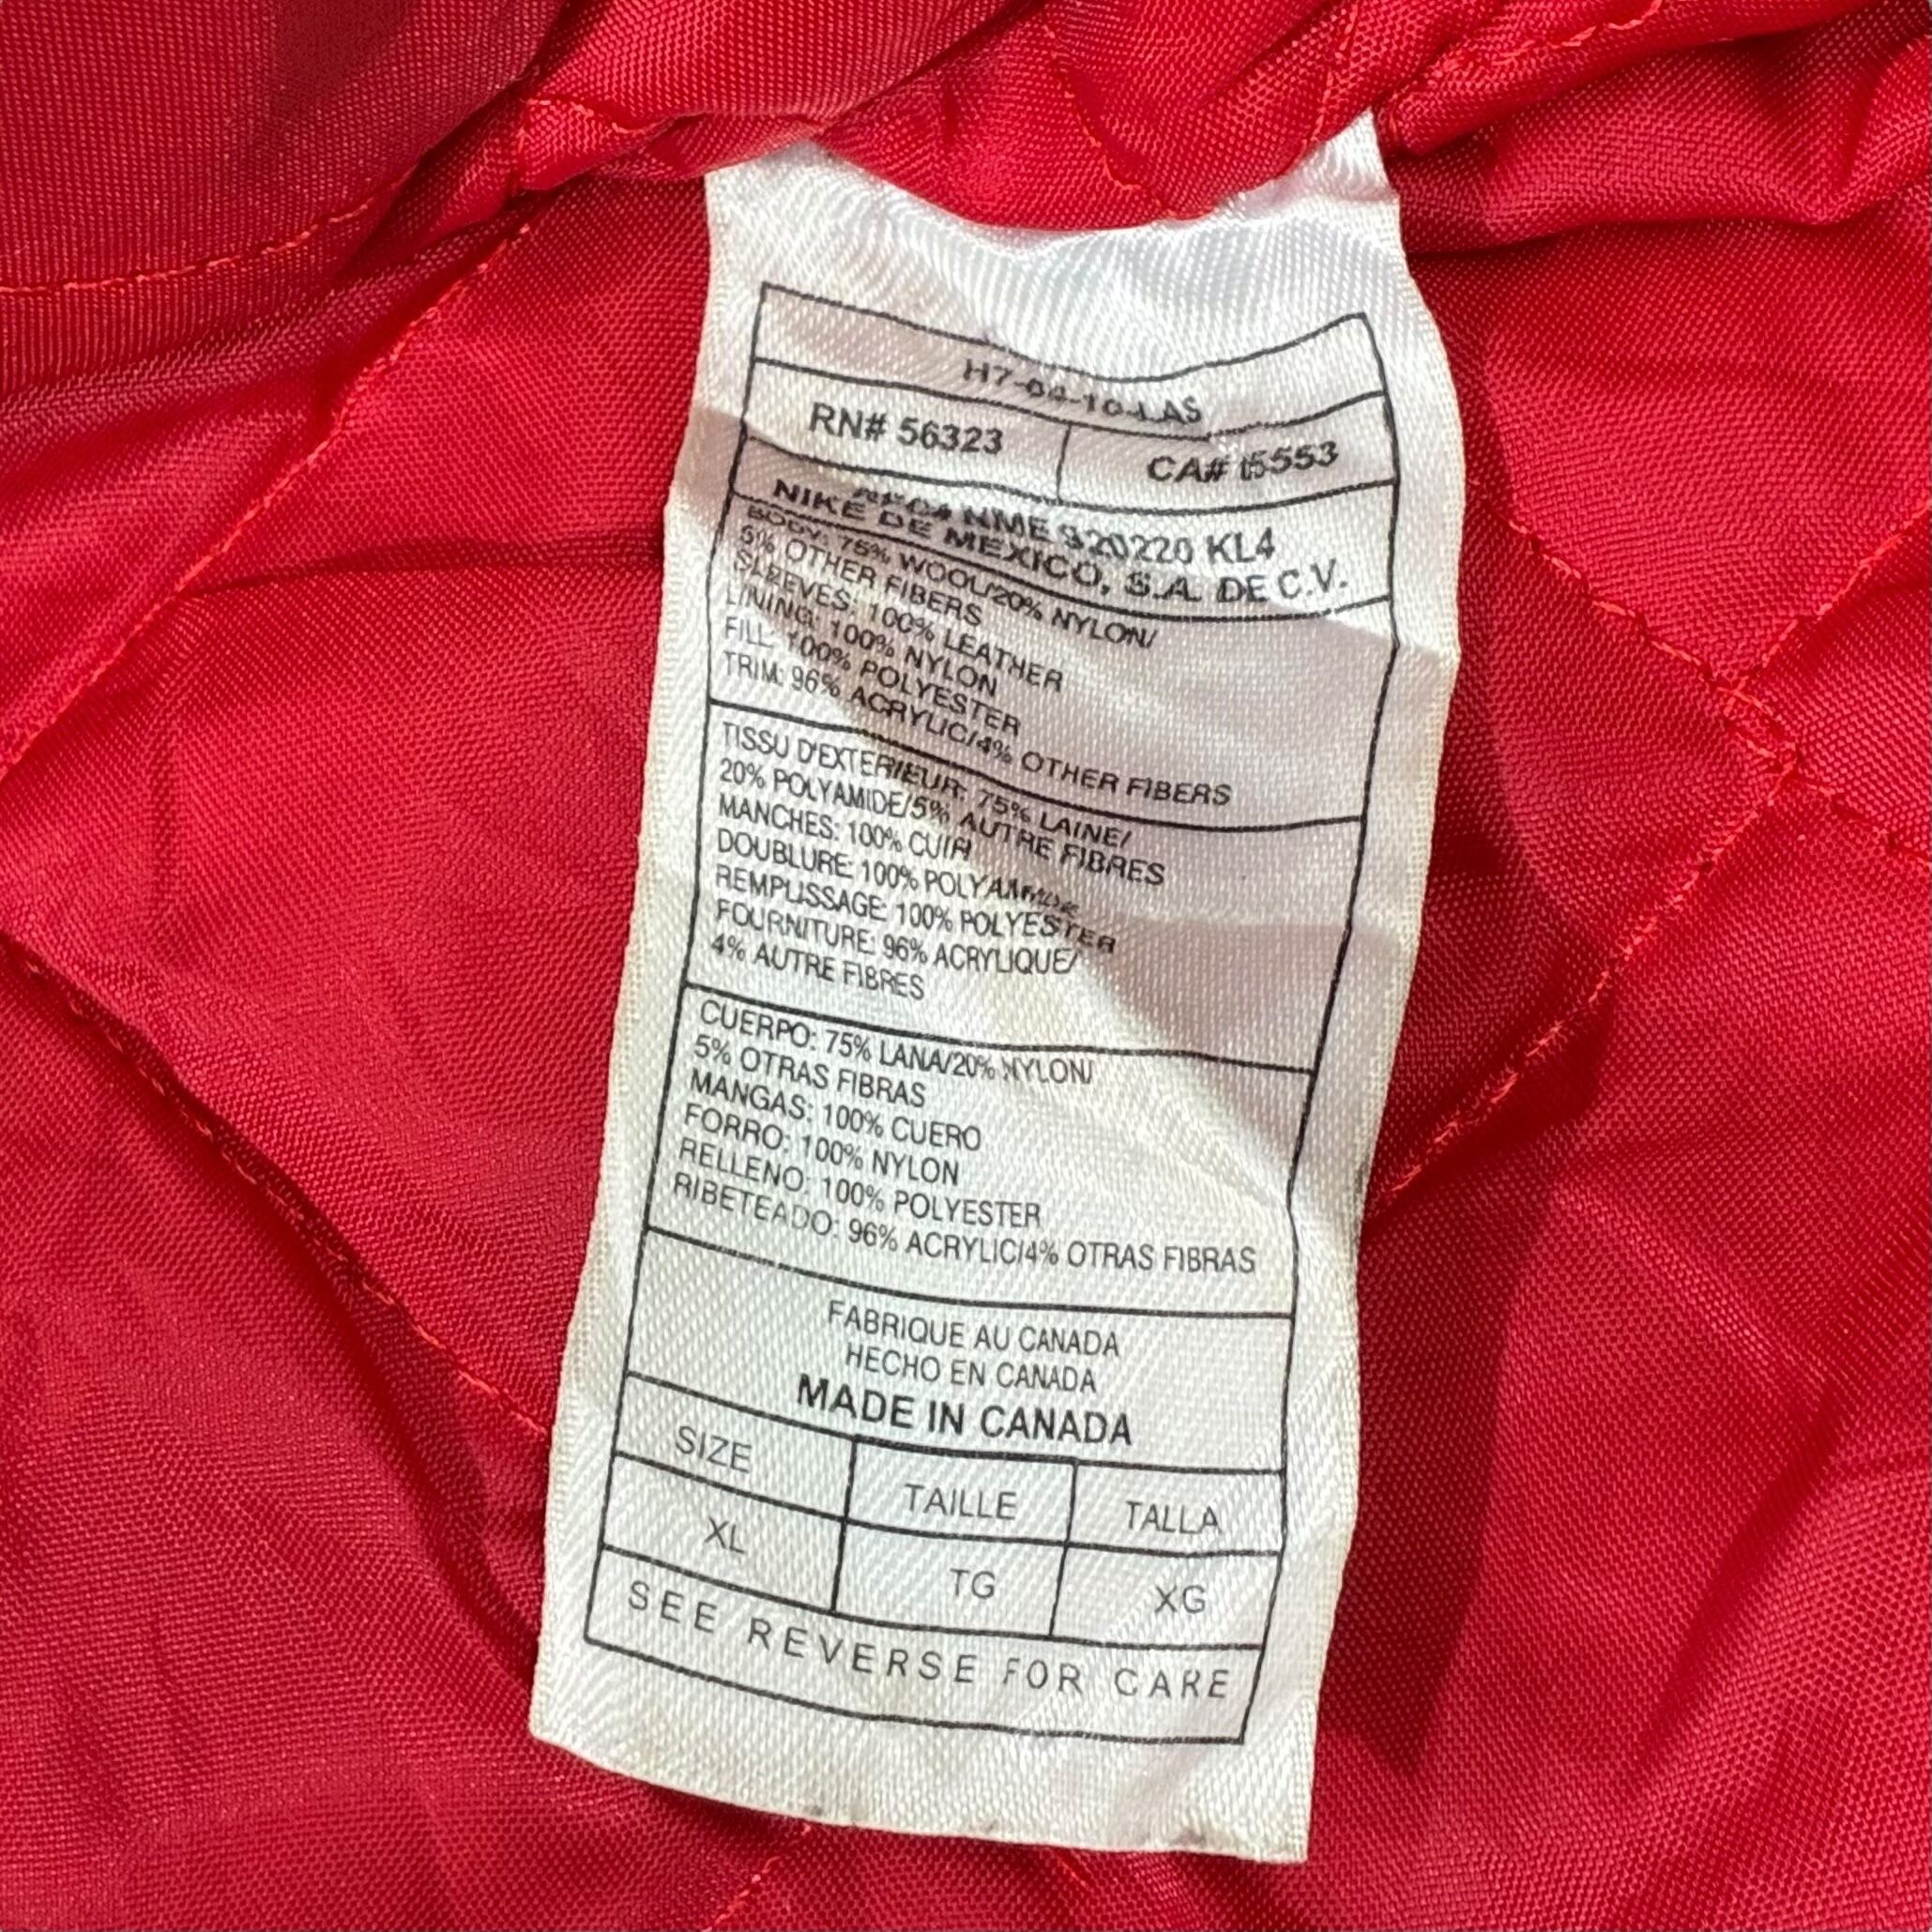 H7-04-10-LAS
RN# 56323
CA# 15553
NME 920220 KL4
NIKE DE MEXICO, S.A. DE C.V.
BODY: 75% WOOL/20% NYLON/
5% OTHER FIBERS
SLEEVES: 100% LEATHER
LINING: 100% NYLON
FILL: 100% POLYESTER
TRIM: 96% ACRYLIC/4% OTHER FIBERS
TISSU D'EXTERIEUR: 75% LAINE/
20% POLYAMIDE/5% AUTRE FIBRES
MANCHES: 100% CUIR
DOUBLURE: 100% POLYAMIDE
REMPLISSAGE: 100% POLYESTER
FOURNITURE: 96% ACRYLIQUE/
4% AUTRE FIBRES
CUERPO: 75% LANA/20% NYLON/
5% OTRAS FIBRAS
MANGAS: 100% CUERO
FORRO: 100% NYLON
RELLENO: 100% POLYESTER
RIBETEADO: 96% ACRYLIC/4% OTRAS FIBRAS
FABRIQUE AU CANADA
HECHO EN CANADA
MADE IN CANADA
SIZE TAILLE TALLA
XL TG XG
SEE REVERSE FOR CARE